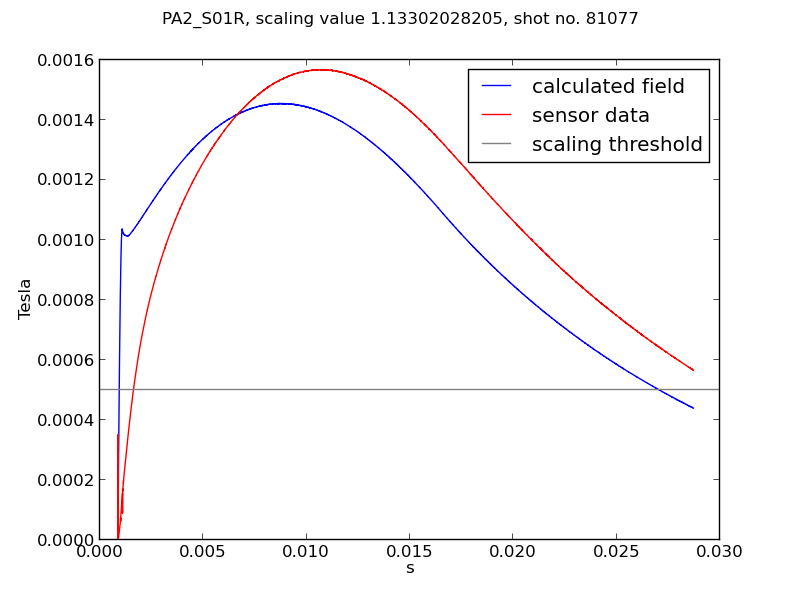 PA2_S01R, scaling value 1.13302028205, shot no. 81077
calculated field
sensor data
scaling threshold
Tesla
0.0016
0.0014
0.0012
0.0010
0.0008
0.0006
0.0004
0.0002
0.0000
0.000 0.005 0.010 0.015 0.020 0.025 0.030
s